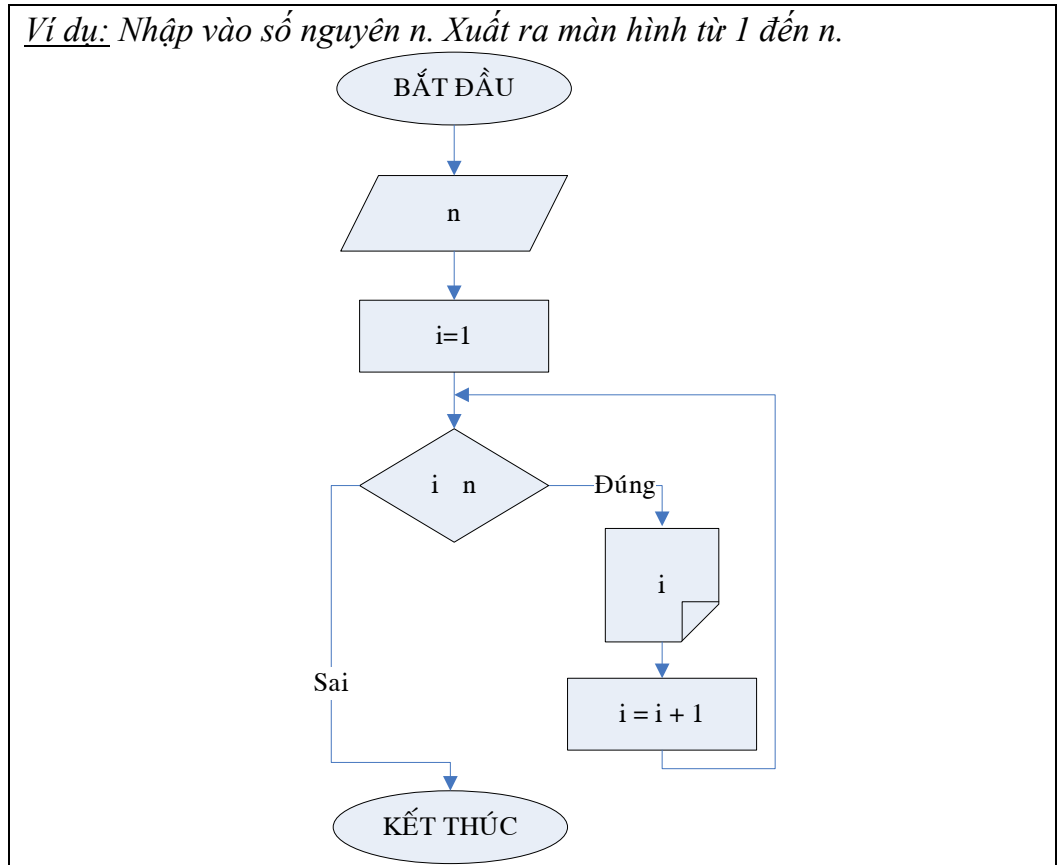 Ví dụ: Nhập vào số nguyên n. Xuất ra màn hình từ 1 đến n.
BẮT ĐẦU
n
i=1
i n
Đúng
i
Sai
i = i + 1
KẾT THÚC